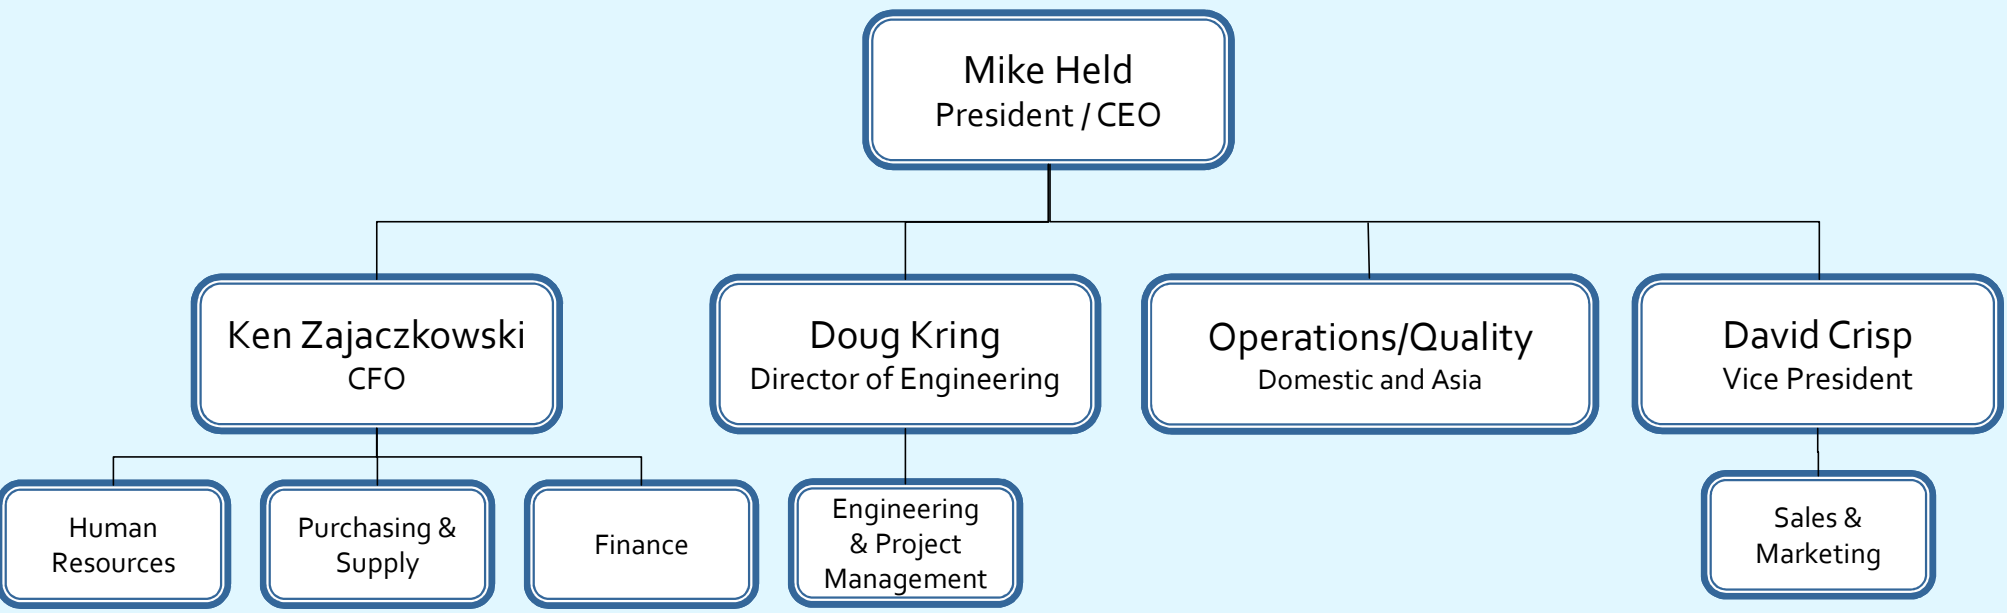 Mike Held
President / CEO
Ken Zajaczkowski
CFO
Doug Kring
Director of Engineering
Operations/Quality
Domestic and Asia
David Crisp
Vice President
Human
Resources
Purchasing &
Supply
Finance
Engineering
& Project
Management
Sales &
Marketing